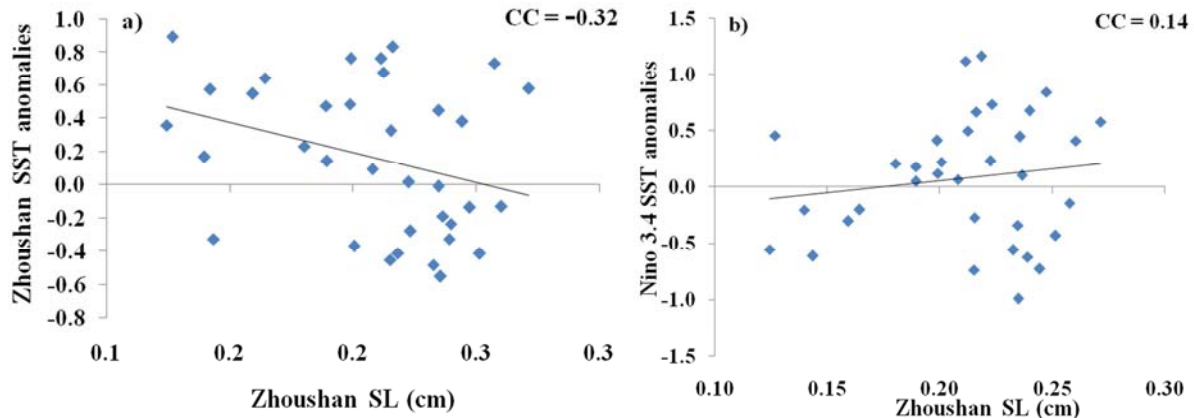 a)
CC = -0.32
Zhoushan SST anomalies
1.0
0.8
0.6
0.4
0.2
0.0
-0.2
-0.4
-0.6
-0.8
0.1 0.2 0.2 0.3 0.3
Zhoushan SL (cm)
b)
CC = 0.14
Nino 3.4 SST anomalies
1.5
1.0
0.5
0.0
-0.5
-1.0
-1.5
0.10 0.15 0.20 0.25 0.30
Zhoushan SL (cm)